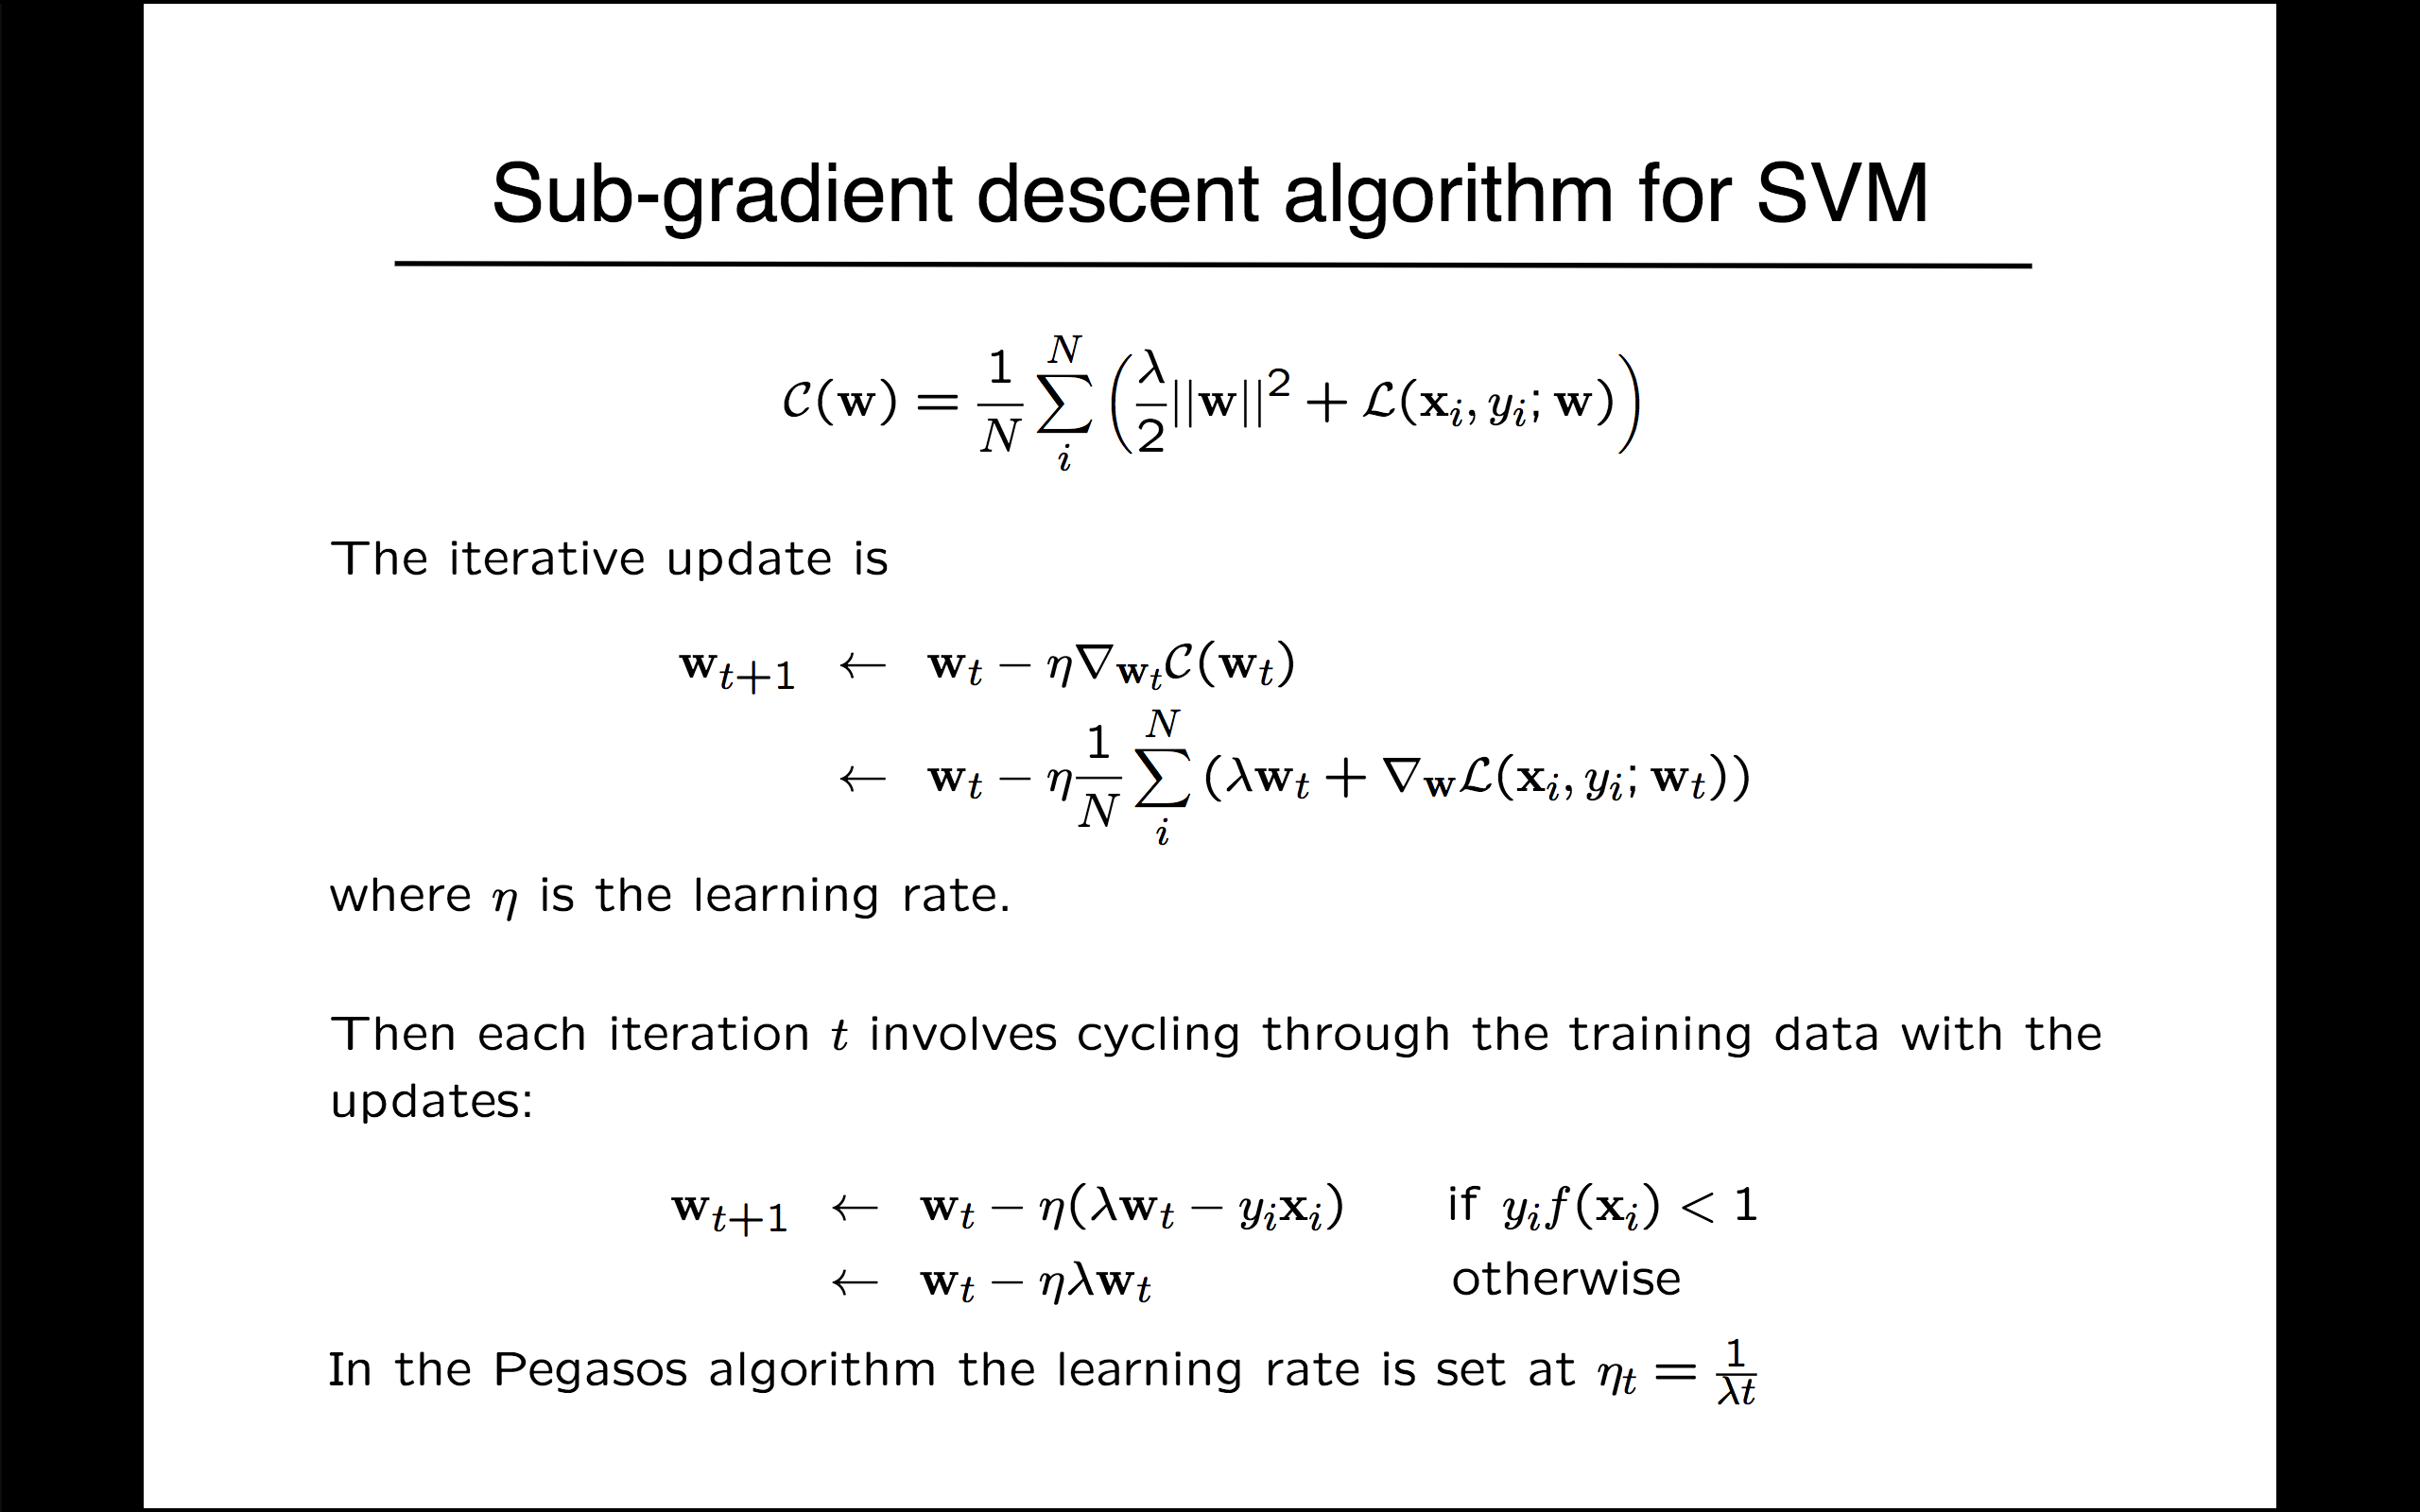 Sub-gradient descent algorithm for SVM
$\mathcal{C}(\mathbf{w}) = \frac{1}{N} \sum_{i}^{N} \left( \frac{\lambda}{2} ||\mathbf{w}||^2 + \mathcal{L}(\mathbf{x}_i, y_i; \mathbf{w}) \right)$
The iterative update is
$\mathbf{w}_{t+1} \leftarrow \mathbf{w}_t - \eta \nabla_{\mathbf{w}_t} \mathcal{C}(\mathbf{w}_t)$
$\leftarrow \mathbf{w}_t - \eta \frac{1}{N} \sum_{i}^{N} (\lambda \mathbf{w}_t + \nabla_{\mathbf{w}} \mathcal{L}(\mathbf{x}_i, y_i; \mathbf{w}_t))$
where $\eta$ is the learning rate.
Then each iteration $t$ involves cycling through the training data with the
updates:
$\mathbf{w}_{t+1} \leftarrow \mathbf{w}_t - \eta(\lambda \mathbf{w}_t - y_i \mathbf{x}_i)$ if $y_i f(\mathbf{x}_i) < 1$
$\leftarrow \mathbf{w}_t - \eta \lambda \mathbf{w}_t$ otherwise
In the Pegasos algorithm the learning rate is set at $\eta_t = \frac{1}{\lambda t}$